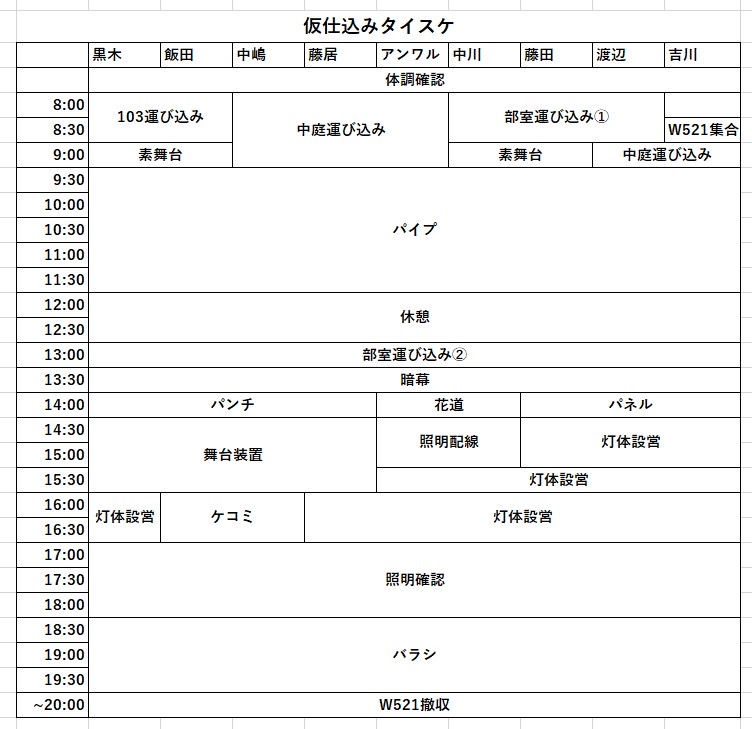 仮仕込みタイスケ
黒木 飯田 中嶋 藤居 アンワル 中川 藤田 渡辺 吉川
体調確認
8:00
103運び込み 中庭運び込み 部室運び込み①
8:30 W521集合
9:00 素舞台 素舞台 中庭運び込み
9:30
10:00
10:30 パイプ
11:00
11:30
12:00
休憩
12:30
13:00 部室運び込み②
13:30 暗幕
14:00 パンチ 花道 パネル
14:30
照明配線 灯体設営
15:00 舞台装置
15:30 灯体設営
16:00
灯体設営 ケコミ 灯体設営
16:30
17:00
17:30 照明確認
18:00
18:30
19:00 バラシ
19:30
~20:00 W521撤収